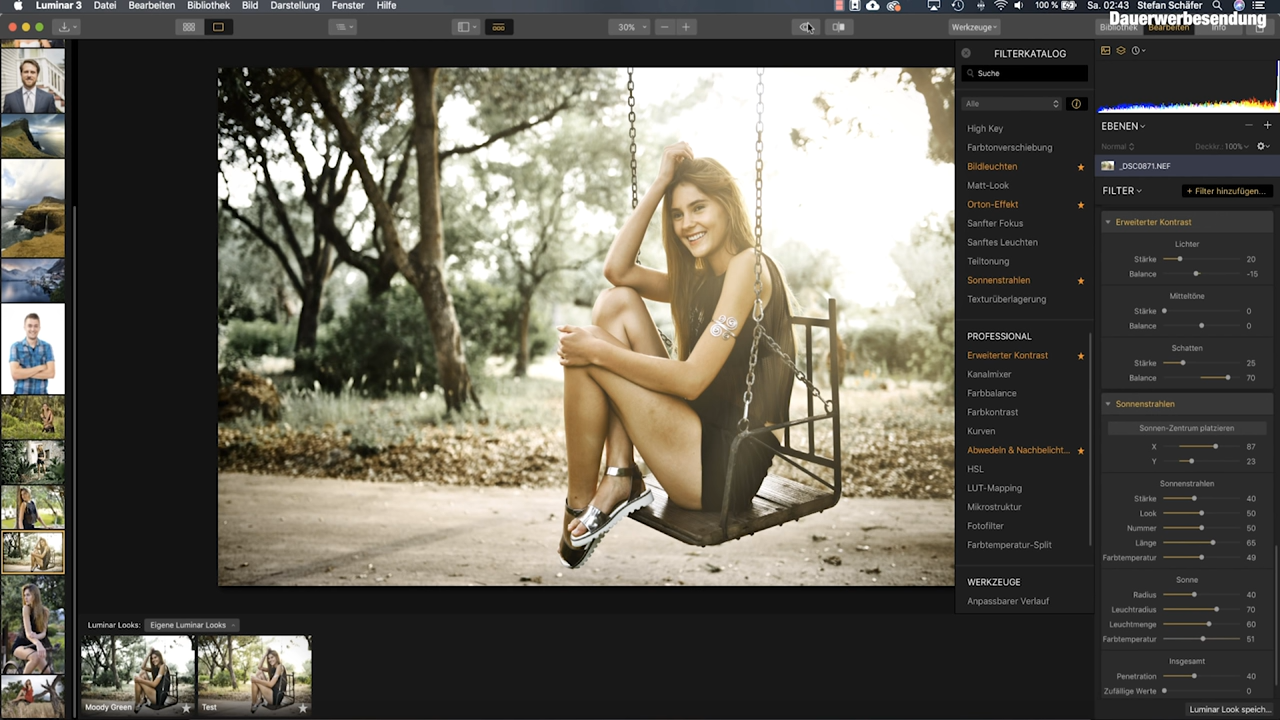 Luminar 3 Datei Bearbeiten Bibliothek Bild Darstellung Fenster Hilfe
100 % Sa. 02:43 Stefan Schäfer
Dauerwerbesendung
30%
Werkzeuge
Bibliothek Bearbeiten Info
FILTERKATALOG
Suche
Alle
High Key
Farbtonverschiebung
Bildleuchten
Matt-Look
Orton-Effekt
Sanfter Fokus
Sanftes Leuchten
Teiltonung
Sonnenstrahlen
Texturüberlagerung
PROFESSIONAL
Erweiterter Kontrast
Kanalmixer
Farbbalance
Farbkontrast
Kurven
Abwedeln & Nachbelicht...
HSL
LUT-Mapping
Mikrostruktur
Fotofilter
Farbtemperatur-Split
WERKZEUGE
Anpassbarer Verlauf
EBENEN
Normal Deckkr.: 100%
_DSC0871.NEF
FILTER + Filter hinzufügen...
Erweiterter Kontrast
Lichter
Stärke 20
Balance -15
Mitteltöne
Stärke 0
Balance 0
Schatten
Stärke 25
Balance 70
Sonnenstrahlen
Sonnen-Zentrum platzieren
X 87
Y 23
Sonnenstrahlen
Stärke 40
Look 50
Nummer 50
Länge 65
Farbtemperatur 49
Sonne
Radius 40
Leuchtradius 70
Leuchtmenge 60
Farbtemperatur 51
Insgesamt
Penetration 40
Zufällige Werte 0
Luminar Look speich...
Luminar Looks: Eigene Luminar Looks
Moody Green
Test